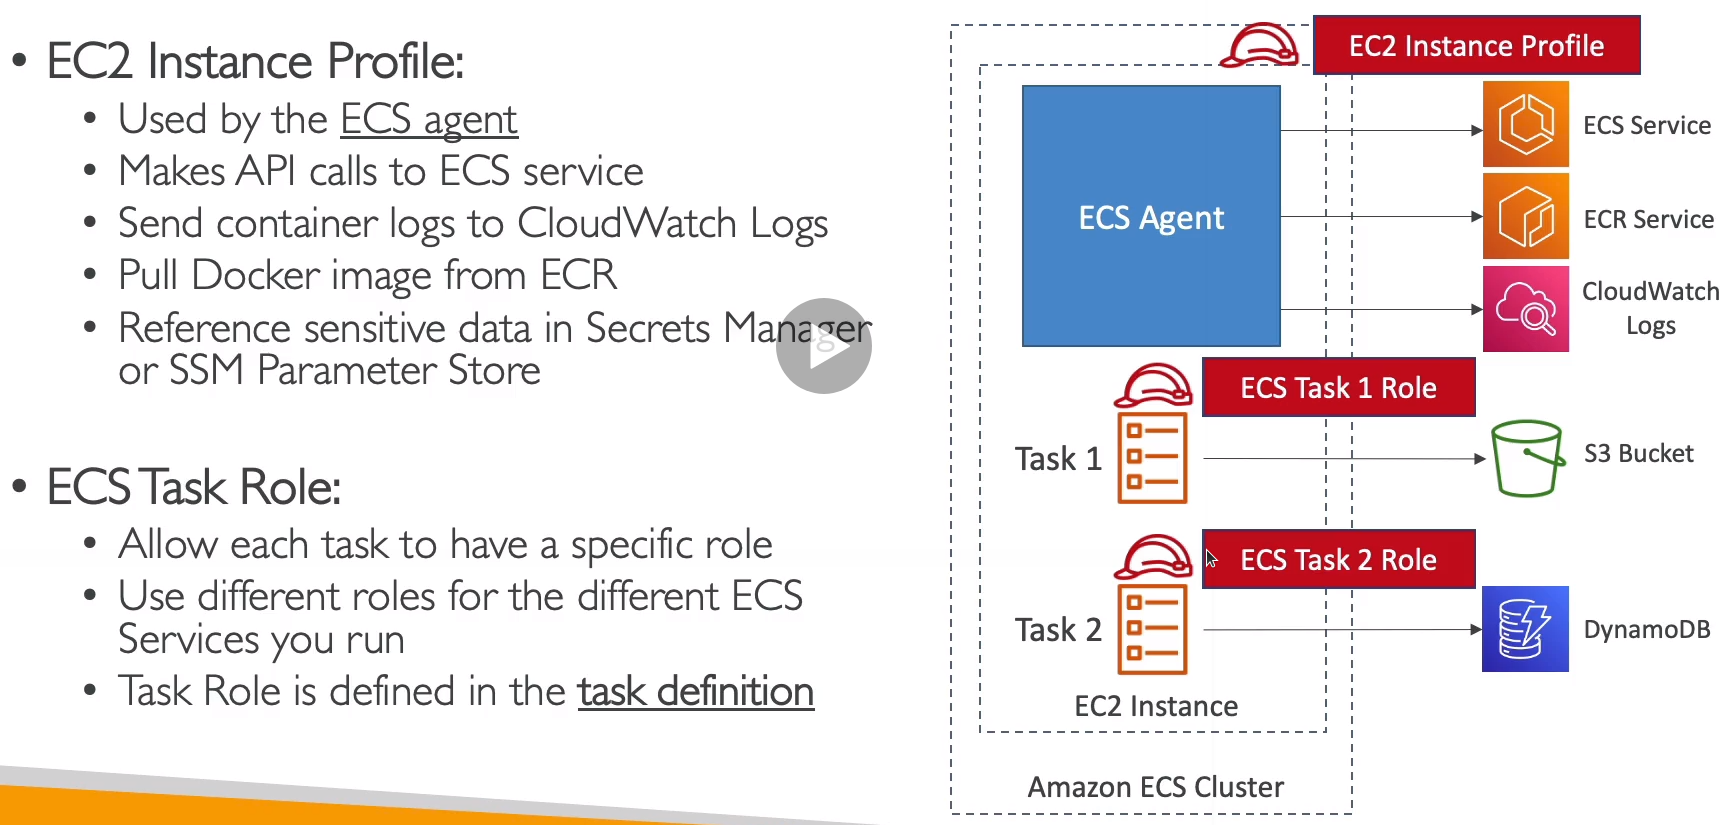 • EC2 Instance Profile:
• Used by the ECS agent
• Makes API calls to ECS service
• Send container logs to CloudWatch Logs
• Pull Docker image from ECR
• Reference sensitive data in Secrets Manager
or SSM Parameter Store
• ECS Task Role:
• Allow each task to have a specific role
• Use different roles for the different ECS
Services you run
• Task Role is defined in the task definition
EC2 Instance Profile
ECS Agent
ECS Service
ECR Service
CloudWatch
Logs
ECS Task 1 Role
Task 1
S3 Bucket
ECS Task 2 Role
Task 2
DynamoDB
EC2 Instance
Amazon ECS Cluster